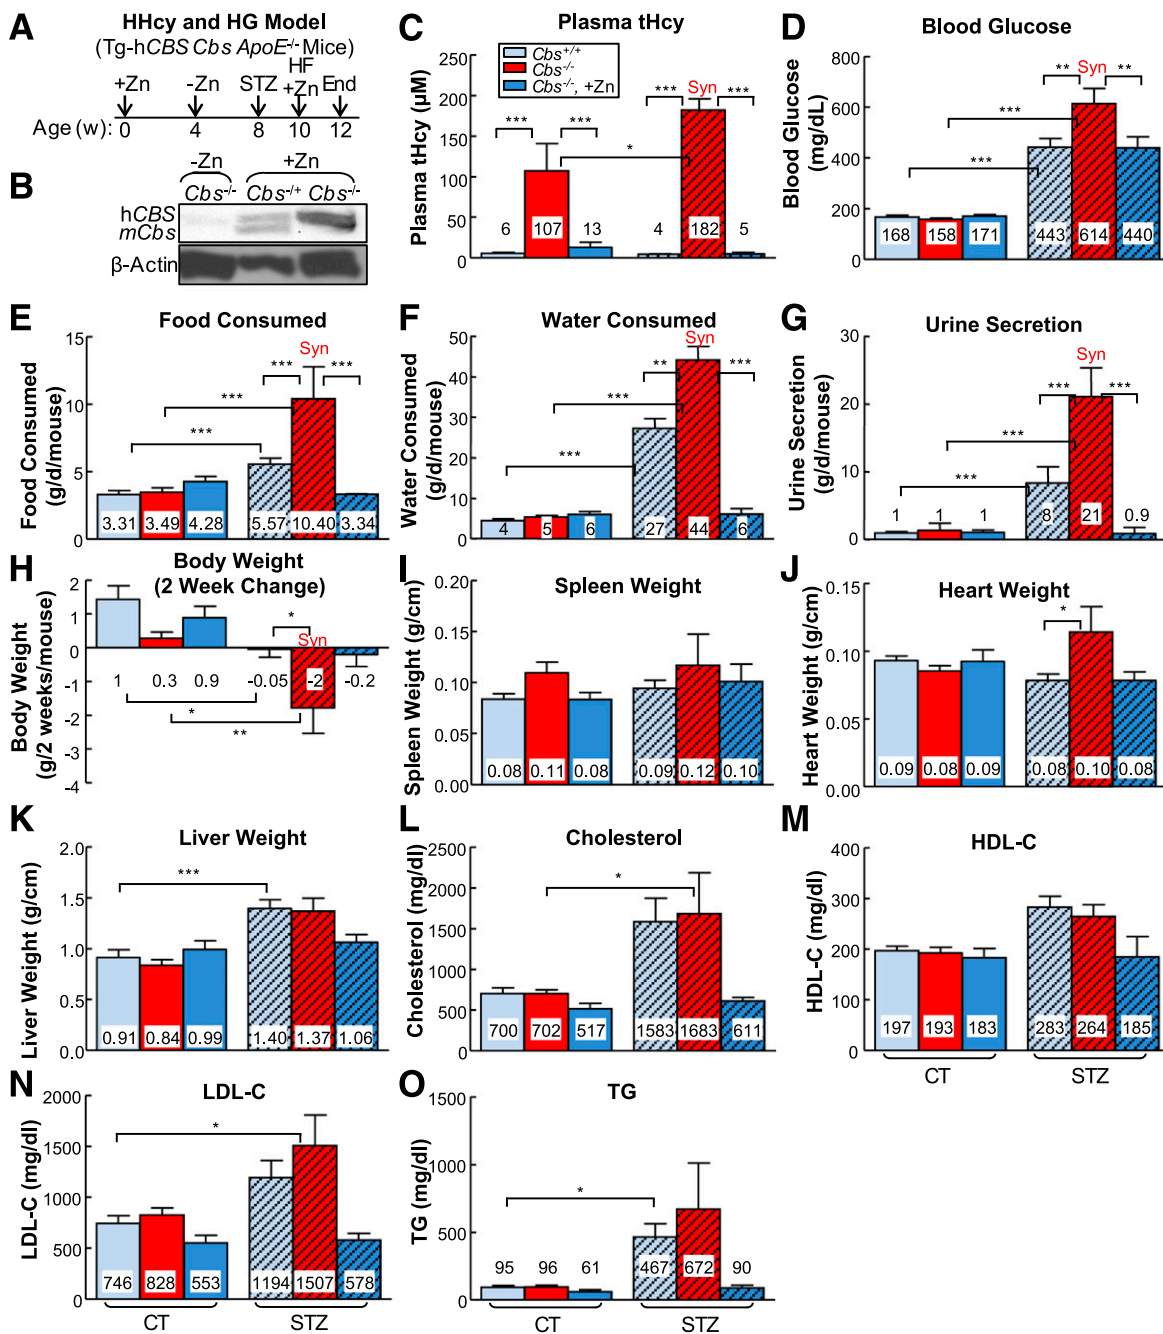 A
HHcy and HG Model
(Tg-hCBS Cbs ApoE-/- Mice)
HF
+Zn -Zn STZ +Zn End
Age (w): 0 4 8 10 12
B
-Zn +Zn
Cbs-/- Cbs-/+ Cbs-/-
hCBS
mCbs
β-Actin
C
Plasma tHcy
Plasma tHcy (µM)
250
200
150
100
50
0
Cbs+/+
Cbs-/-
Cbs-/-, +Zn
Syn
*** ***
*** ***
*
6 107 13 4 182 5
D
Blood Glucose
Blood Glucose
mg/dL)
800
600
400
200
0
Syn
** **
***
***
168 158 171 443 614 440
E
Food Consumed
Food Consumed
(g/d/mouse)
15
10
5
0
Syn
*** ***
***
***
3.31 3.49 4.28 5.57 10.40 3.34
F
Water Consumed
Water Consumed
(g/d/mouse)
50
40
30
20
10
0
Syn
** ***
***
***
4 5 6 27 44 6
G
Urine Secretion
Urine Secretion
(g/d/mouse)
30
20
10
0
Syn
*** ***
***
***
1 1 1 8 21 0.9
H
Body Weight
(2 Week Change)
Body Weight
(g/2 weeks/mouse)
2
1
0
-1
-2
-3
-4
*
Syn
1 0.3 0.9 -0.05 -2 -0.2
*
**
I
Spleen Weight
Spleen Weight (g/cm)
0.20
0.15
0.10
0.05
0.00
0.08 0.11 0.08 0.09 0.12 0.10
J
Heart Weight
Heart Weight (g/cm)
0.15
0.10
0.05
0.00
*
0.09 0.08 0.09 0.08 0.10 0.08
K
Liver Weight
Liver Weight (g/cm)
2.0
1.5
1.0
0.5
0.0
***
0.91 0.84 0.99 1.40 1.37 1.06
L
Cholesterol
Cholesterol (mg/dl)
2500
2000
1500
1000
500
0
*
700 702 517 1583 1683 611
M
HDL-C
HDL-C (mg/dl)
400
300
200
100
0
197 193 183 283 264 185
CT STZ
N
LDL-C
LDL-C (mg/dl)
2000
1500
1000
500
0
*
746 828 553 1194 1507 578
CT STZ
O
TG
TG (mg/dl)
1500
1000
500
0
*
95 96 61 467 672 90
CT STZ